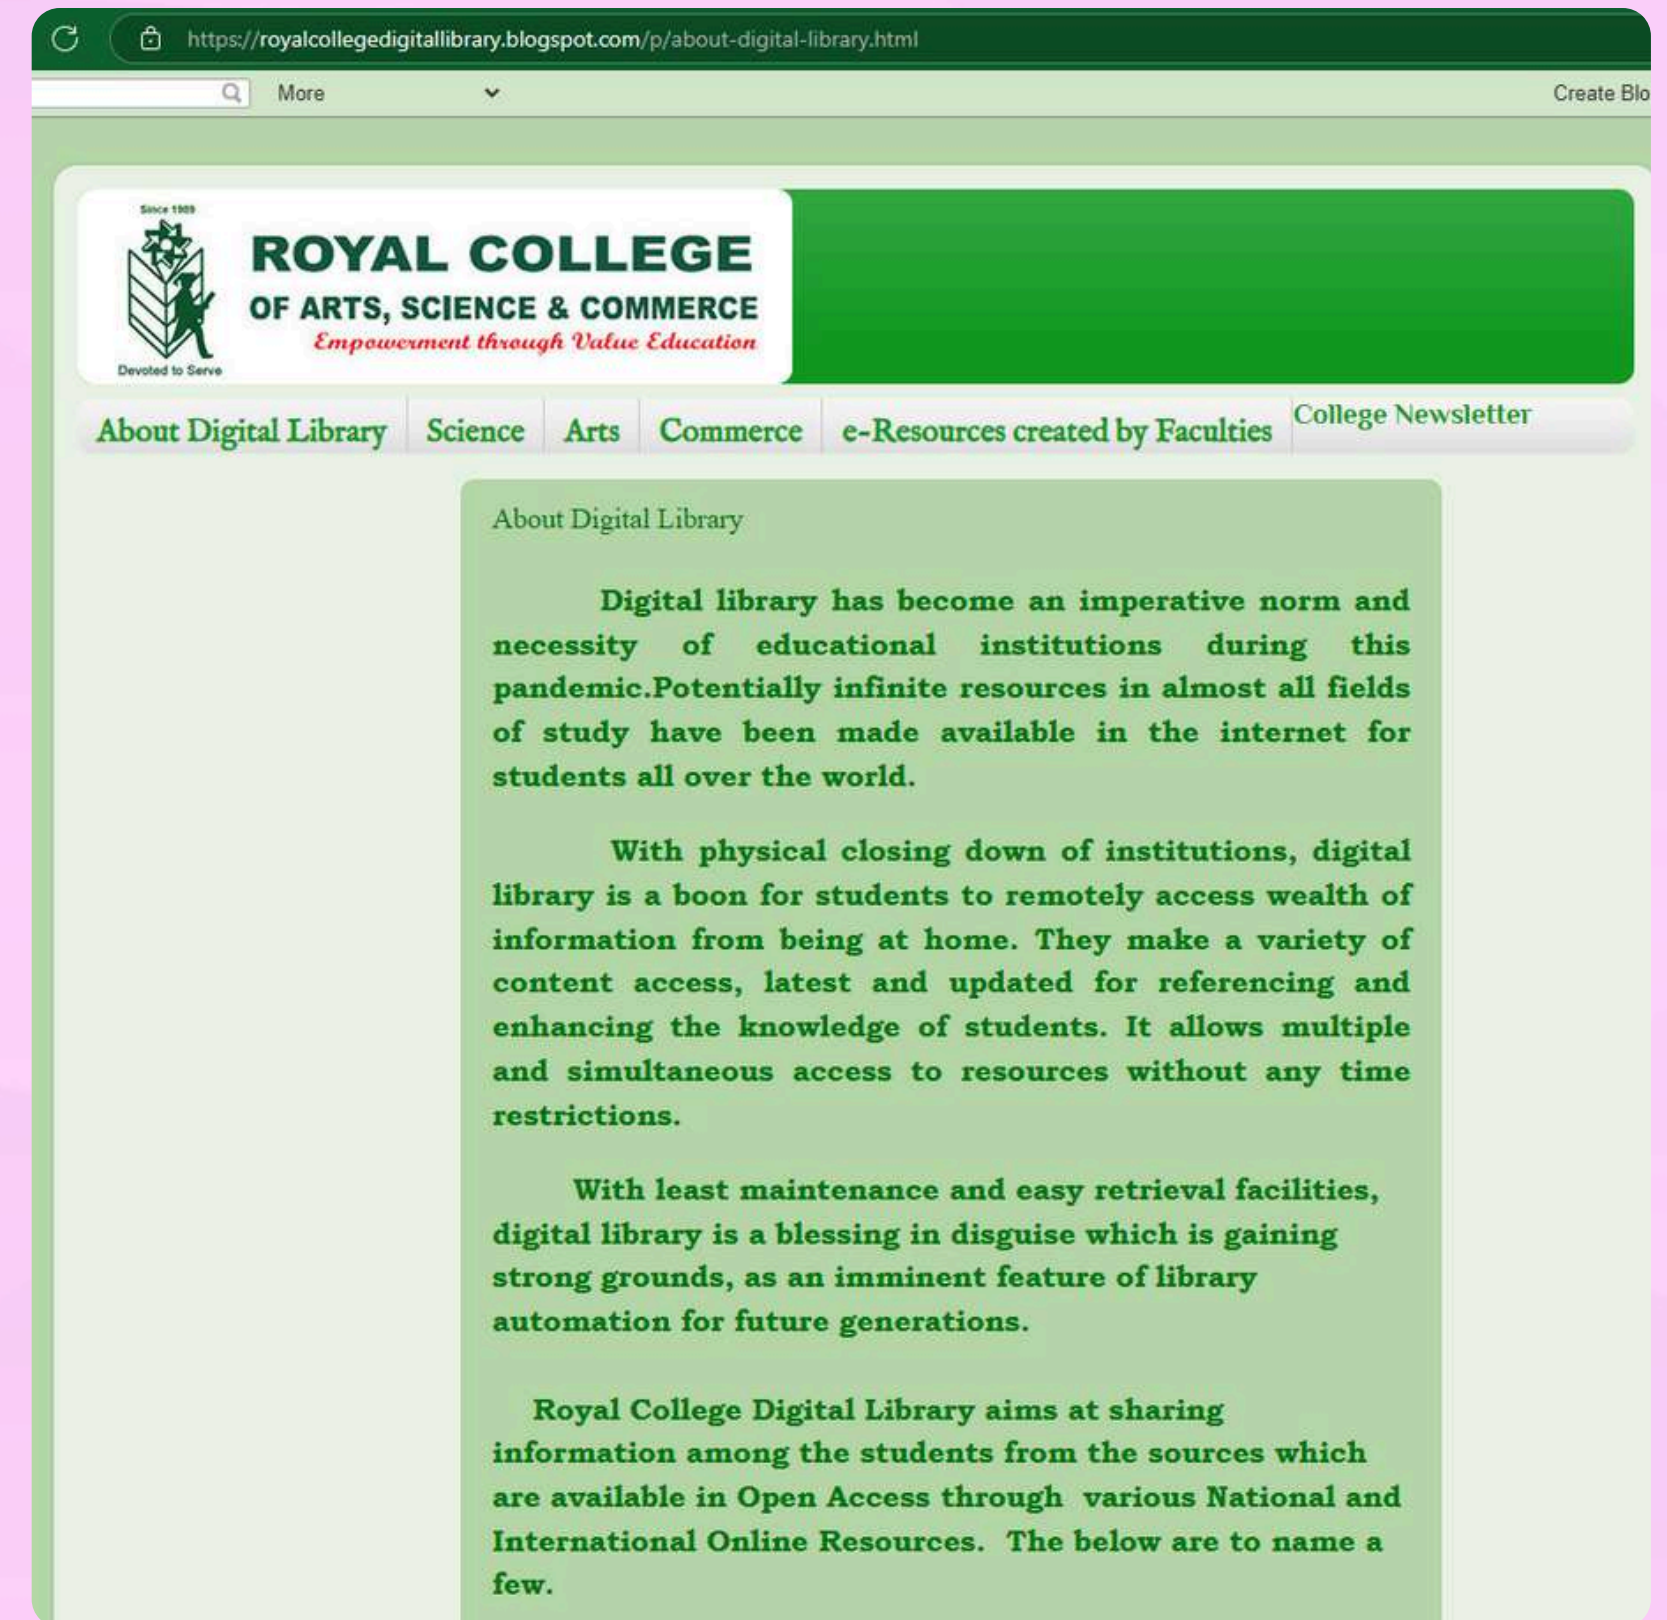 https://royalcollegedigitallibrary.blogspot.com/p/about-digital-library.html
More
Create Blo
Since 1989
ROYAL COLLEGE
OF ARTS, SCIENCE & COMMERCE
Empowerment through Value Education
Devoted to Serve
About Digital Library Science Arts Commerce e-Resources created by Faculties College Newsletter
About Digital Library
Digital library has become an imperative norm and
necessity of educational institutions during this
pandemic.Potentially infinite resources in almost all fields
of study have been made available in the internet for
students all over the world.
With physical closing down of institutions, digital
library is a boon for students to remotely access wealth of
information from being at home. They make a variety of
content access, latest and updated for referencing and
enhancing the knowledge of students. It allows multiple
and simultaneous access to resources without any time
restrictions.
With least maintenance and easy retrieval facilities,
digital library is a blessing in disguise which is gaining
strong grounds, as an imminent feature of library
automation for future generations.
Royal College Digital Library aims at sharing
information among the students from the sources which
are available in Open Access through various National and
International Online Resources. The below are to name a
few.